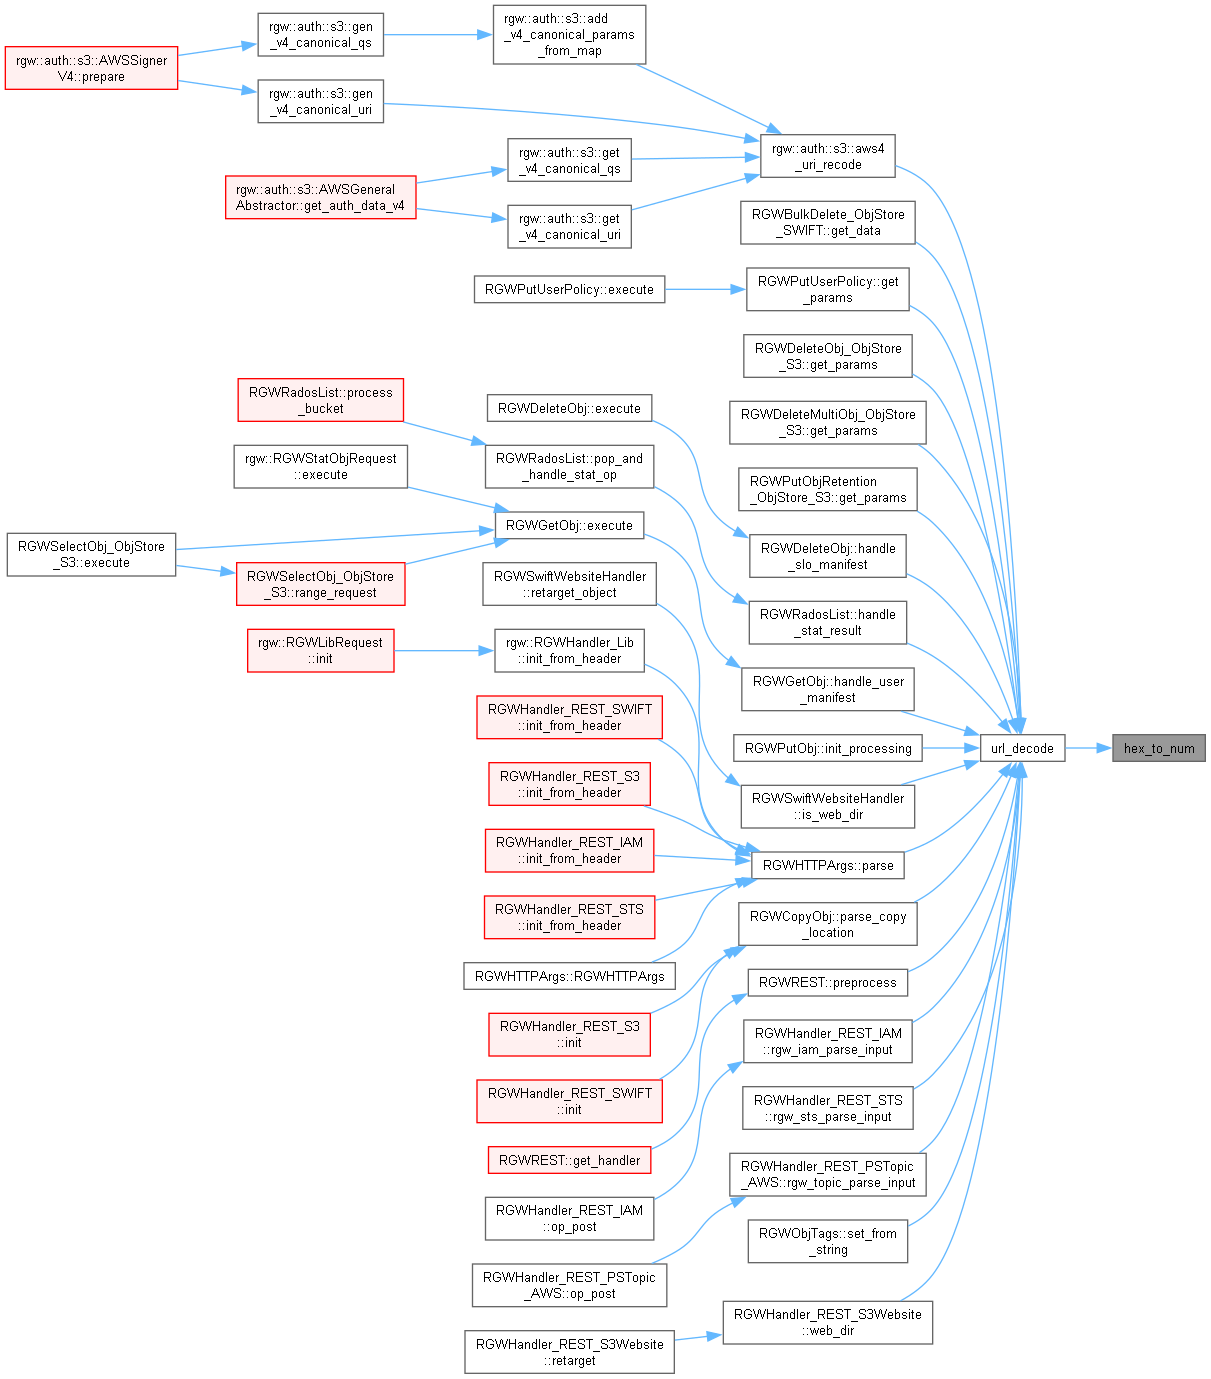 rgw::auth::s3::AWSSigner
V4::prepare
rgw::auth::s3::gen
_v4_canonical_qs
rgw::auth::s3::gen
_v4_canonical_uri
rgw::auth::s3::AWSGeneral
Abstractor::get_auth_data_v4
RGWRadosList::process
_bucket
rgw::RGWStatObjRequest
::execute
RGWSelectObj_ObjStore
_S3::execute
RGWSelectObj_ObjStore
_S3::range_request
rgw::RGWLibRequest
::init
rgw::auth::s3::add
_v4_canonical_params
_from_map
rgw::auth::s3::get
_v4_canonical_qs
rgw::auth::s3::get
_v4_canonical_uri
RGWPutUserPolicy::execute
RGWDeleteObj::execute
RGWRadosList::pop_and
_handle_stat_op
RGWGetObj::execute
RGWSwiftWebsiteHandler
::retarget_object
rgw::RGWHandler_Lib
::init_from_header
RGWHandler_REST_SWIFT
::init_from_header
RGWHandler_REST_S3
::init_from_header
RGWHandler_REST_IAM
::init_from_header
RGWHandler_REST_STS
::init_from_header
RGWHTTPArgs::RGWHTTPArgs
RGWHandler_REST_S3
::init
RGWHandler_REST_SWIFT
::init
RGWREST::get_handler
RGWHandler_REST_IAM
::op_post
RGWHandler_REST_PSTopic
_AWS::op_post
RGWHandler_REST_S3Website
::retarget
rgw::auth::s3::aws4
_uri_recode
RGWBulkDelete_ObjStore
_SWIFT::get_data
RGWPutUserPolicy::get
_params
RGWDeleteObj_ObjStore
_S3::get_params
RGWDeleteMultiObj_ObjStore
_S3::get_params
RGWPutObjRetention
_ObjStore_S3::get_params
RGWDeleteObj::handle
_slo_manifest
RGWRadosList::handle
_stat_result
RGWGetObj::handle_user
_manifest
RGWPutObj::init_processing
RGWSwiftWebsiteHandler
::is_web_dir
RGWHTTPArgs::parse
RGWCopyObj::parse_copy
_location
RGWREST::preprocess
RGWHandler_REST_IAM
::rgw_iam_parse_input
RGWHandler_REST_STS
::rgw_sts_parse_input
RGWHandler_REST_PSTopic
_AWS::rgw_topic_parse_input
RGWObjTags::set_from
_string
RGWHandler_REST_S3Website
::web_dir
url_decode
hex_to_num